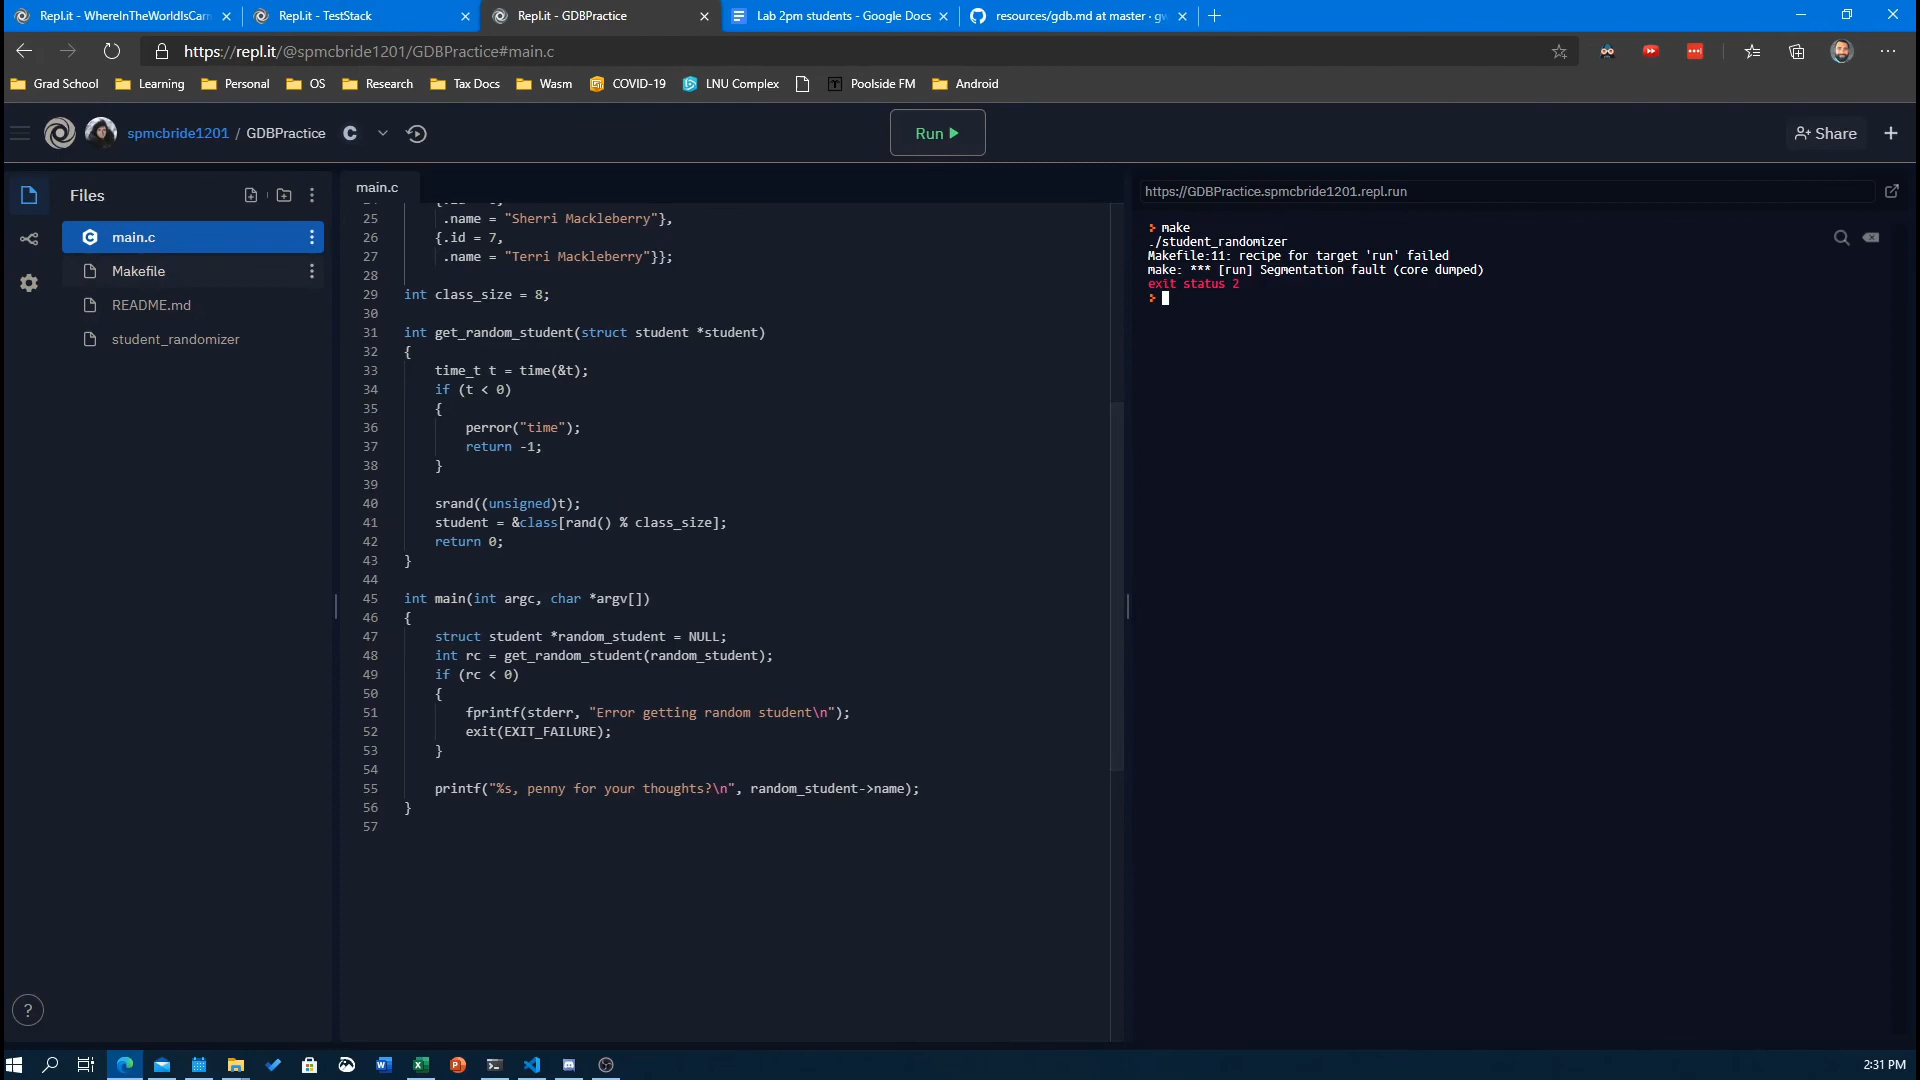 Repl.it - WhereInTheWorldIsCam
Repl.it - TestStack
Repl.it - GDBPractice
Lab 2pm students - Google Docs
resources/gdb.md at master · gw
https://repl.it/@spmcbride1201/GDBPractice#main.c
Grad School
Learning
Personal
OS
Research
Tax Docs
Wasm
COVID-19
LNU Complex
Poolside FM
Android
spmcbride1201 / GDBPractice
C
Run
Share
Files
main.c
Makefile
README.md
student_randomizer
main.c
25 .name = "Sherri Mackleberry"},
26 {.id = 7,
27 .name = "Terri Mackleberry"}};
28
29 int class_size = 8;
30
31 int get_random_student(struct student *student)
32 {
33 time_t t = time(&t);
34 if (t < 0)
35 {
36 perror("time");
37 return -1;
38 }
39
40 srand((unsigned)t);
41 student = &class[rand() % class_size];
42 return 0;
43 }
44
45 int main(int argc, char *argv[])
46 {
47 struct student *random_student = NULL;
48 int rc = get_random_student(random_student);
49 if (rc < 0)
50 {
51 fprintf(stderr, "Error getting random student\n");
52 exit(EXIT_FAILURE);
53 }
54
55 printf("%s, penny for your thoughts?\n", random_student->name);
56 }
57
https://GDBPractice.spmcbride1201.repl.run
make
./student_randomizer
Makefile:11: recipe for target 'run' failed
make: *** [run] Segmentation fault (core dumped)
exit status 2
?
2:31 PM